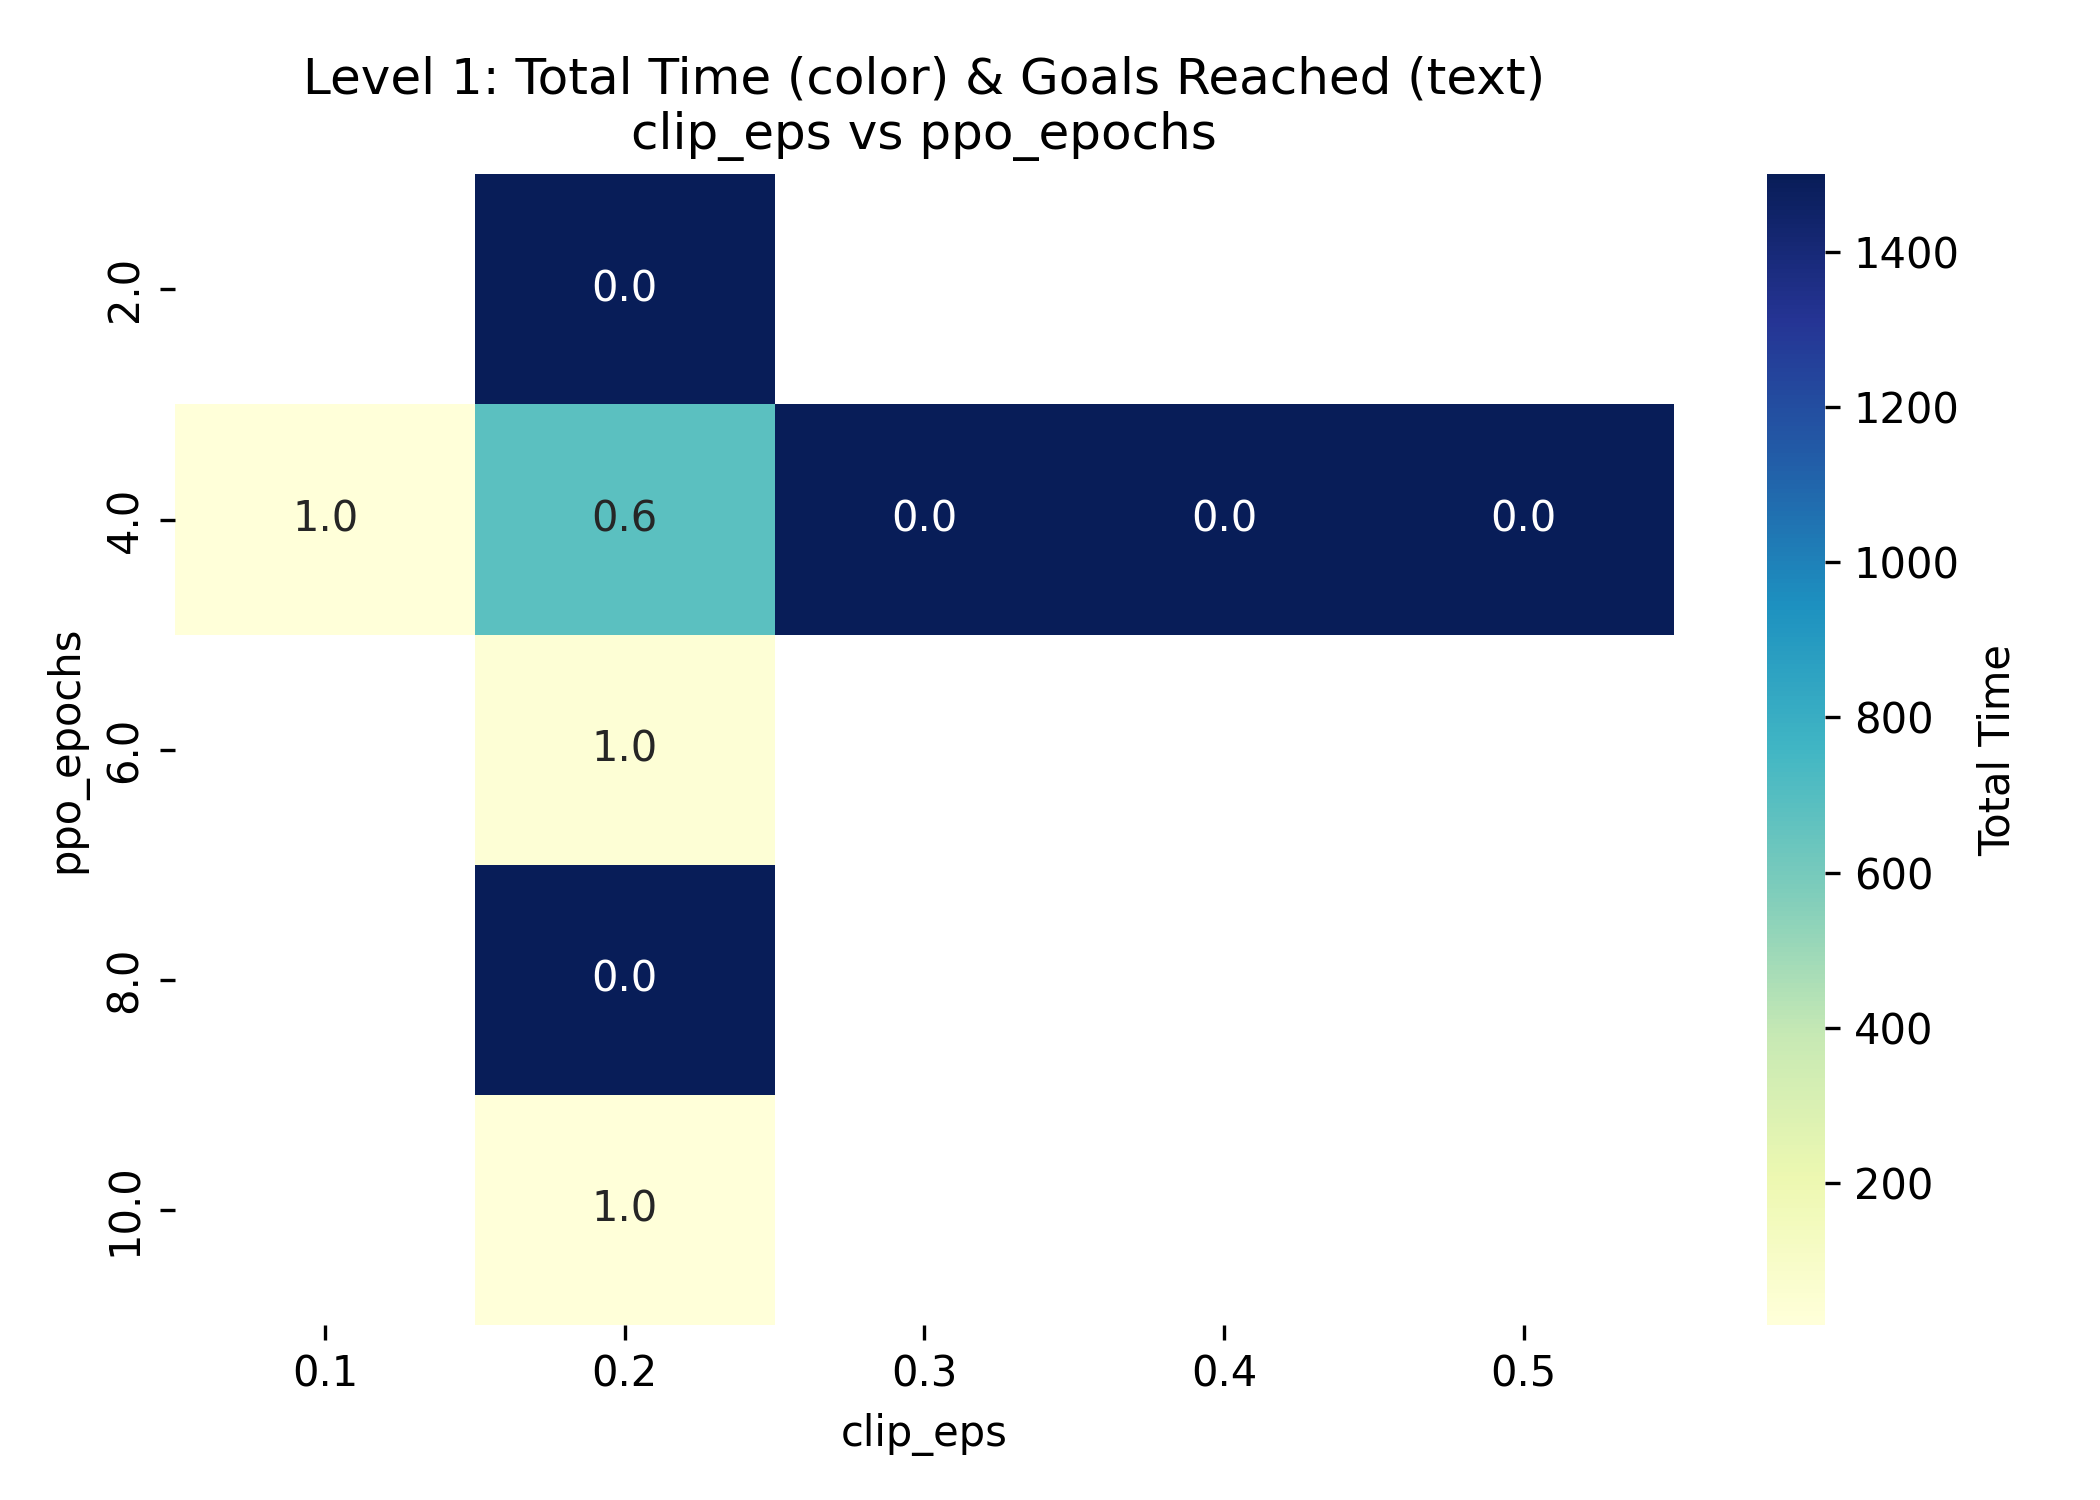 Level 1: Total Time (color) & Goals Reached (text)
clip_eps vs ppo_epochs
ppo_epochs
2.0
4.0
6.0
8.0
10.0
0.0
1.0 0.6 0.0 0.0 0.0
1.0
0.0
1.0
0.1 0.2 0.3 0.4 0.5
clip_eps
1400
1200
1000
800
600
400
200
Total Time